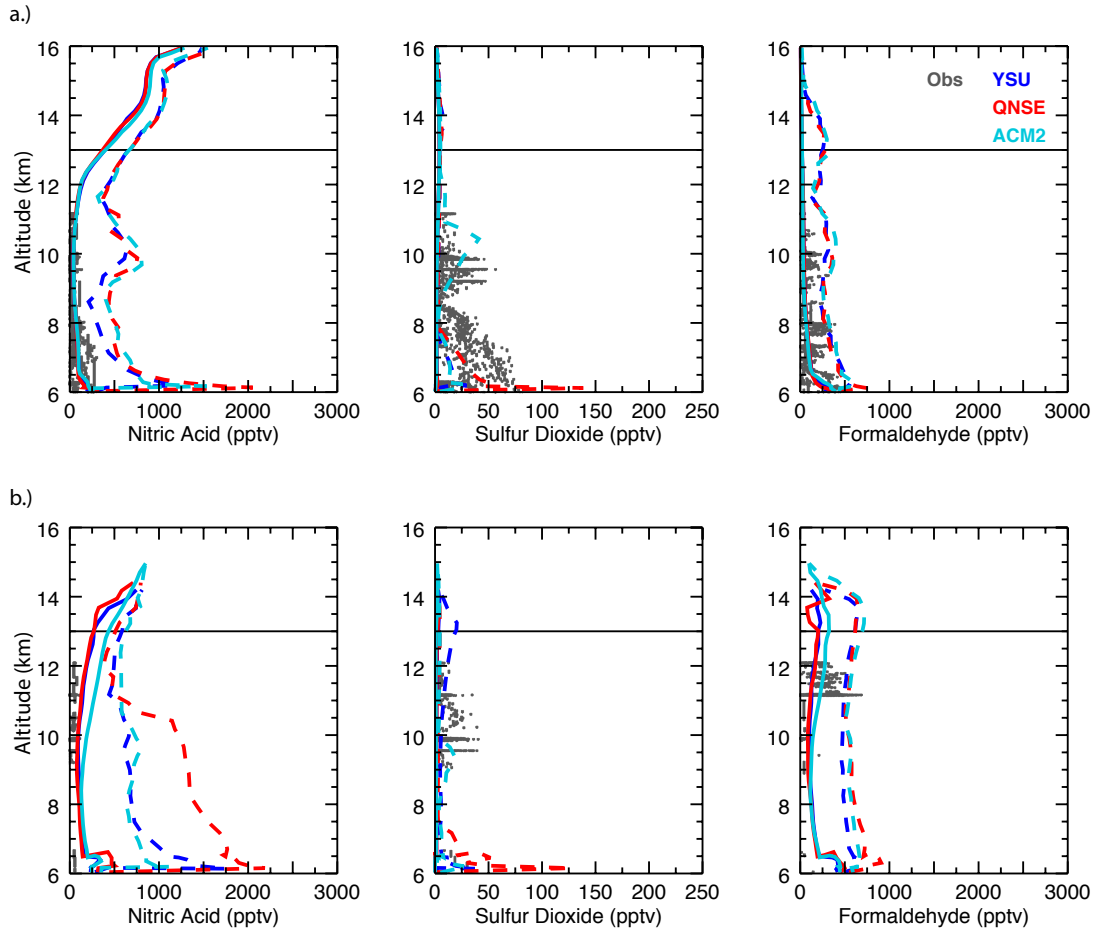 a.)
16
14
12
10
8
6
Altitude (km)
0 1000 2000 3000
Nitric Acid (pptv)
16
14
12
10
8
6
0 50 100 150 200 250
Sulfur Dioxide (pptv)
16
14
12
10
8
6
0 1000 2000 3000
Formaldehyde (pptv)
Obs YSU
QNSE
ACM2
b.)
16
14
12
10
8
6
Altitude (km)
0 1000 2000 3000
Nitric Acid (pptv)
16
14
12
10
8
6
0 50 100 150 200 250
Sulfur Dioxide (pptv)
16
14
12
10
8
6
0 1000 2000 3000
Formaldehyde (pptv)